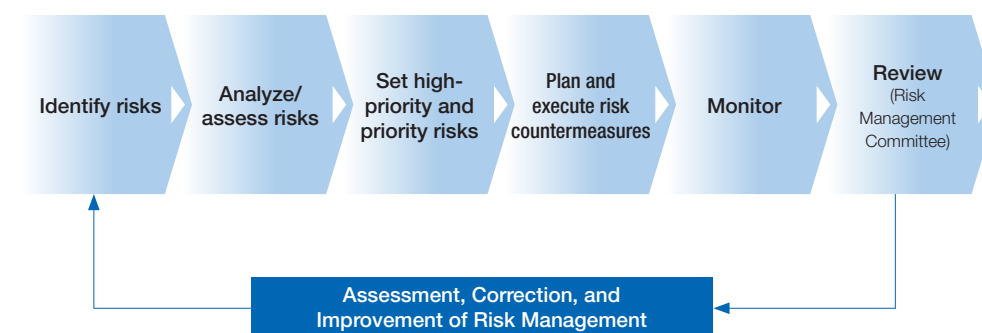 Identify risks
Analyze/
assess risks
Set high-
priority and
priority risks
Plan and
execute risk
countermeasures
Monitor
Review
(Risk
Management
Committee)
Assessment, Correction, and
Improvement of Risk Management